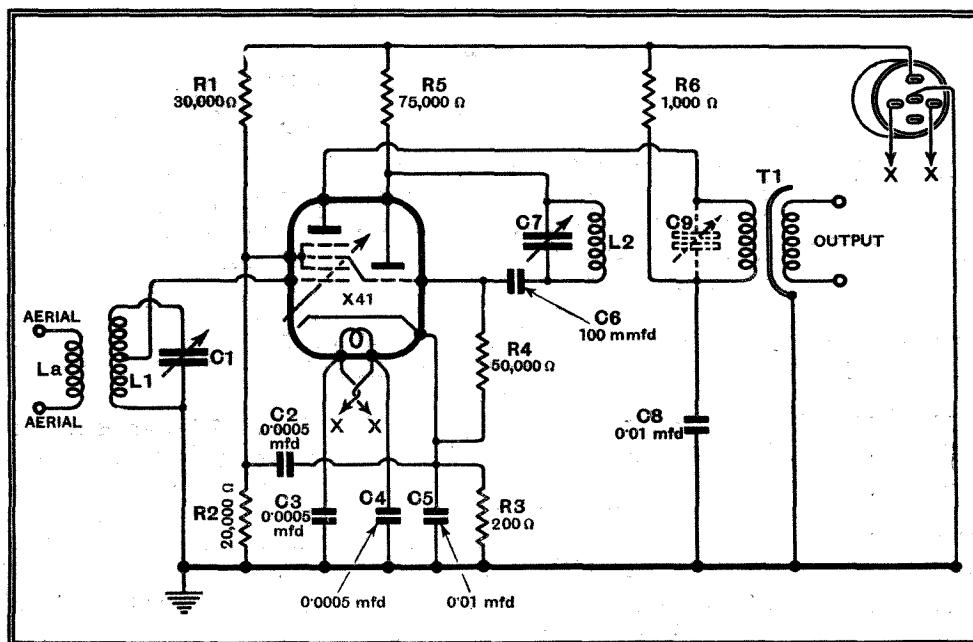 R1
30,000 Ω
R5
75,000 Ω
R6
1,000 Ω
X X
T1
C7
L2
C9
OUTPUT
X41
AERIAL
La
L1
C1
AERIAL
C6
100 mmfd
R4
50,000 Ω
X X
C2
0·0005
mfd
C8
0·01 mfd
R2
20,000 Ω
C3
0·0005
mfd
C4
C5
R3
200 Ω
0·0005 mfd
0·01 mfd